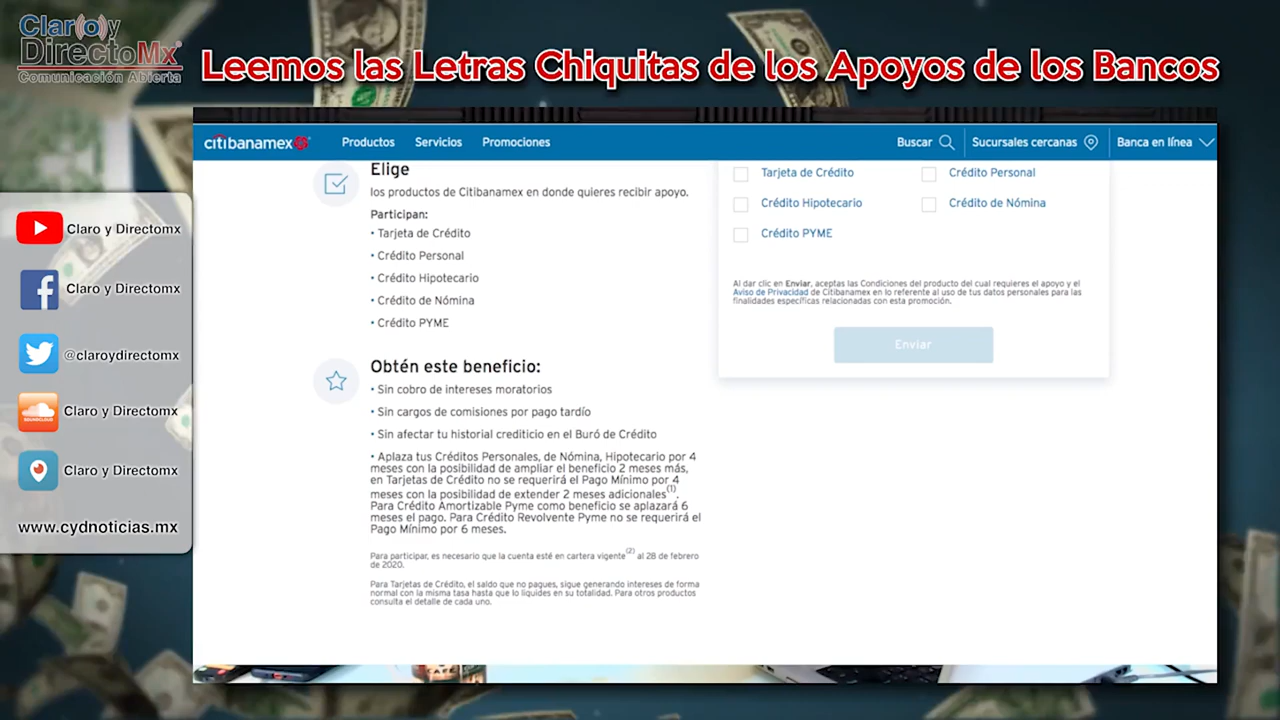 Claro y
DirectoMx
Comunicación Abierta
Leemos las Letras Chiquitas de los Apoyos de los Bancos
citibanamex
Productos Servicios Promociones
Buscar Sucursales cercanas Banca en línea
Elige
los productos de Citibanamex en donde quieres recibir apoyo.
Participan:
• Tarjeta de Crédito
• Crédito Personal
• Crédito Hipotecario
• Crédito de Nómina
• Crédito PYME
Obtén este beneficio:
• Sin cobro de intereses moratorios
• Sin cargos de comisiones por pago tardío
• Sin afectar tu historial crediticio en el Buró de Crédito
• Aplaza tus Créditos Personales, de Nómina, Hipotecario por 4
meses con la posibilidad de ampliar el beneficio 2 meses más,
en Tarjetas de Crédito no se requerirá el Pago Mínimo por 4
meses con la posibilidad de extender 2 meses adicionales(1).
Para Crédito Amortizable Pyme como beneficio se aplazará 6
meses el pago. Para Crédito Revolvente Pyme no se requerirá el
Pago Mínimo por 6 meses.
Para participar, es necesario que la cuenta esté en cartera vigente(2) al 28 de febrero
de 2020.
Para Tarjetas de Crédito, el saldo que no pagues, sigue generando intereses de forma
normal con la misma tasa hasta que lo liquides en su totalidad. Para otros productos
consulta el detalle de cada uno.
Tarjeta de Crédito Crédito Personal
Crédito Hipotecario Crédito de Nómina
Crédito PYME
Al dar clic en Enviar, aceptas las Condiciones del producto del cual requieres el apoyo y el
Aviso de Privacidad de Citibanamex en lo referente al uso de tus datos personales para las
finalidades específicas relacionadas con esta promoción.
Enviar
Claro y Directomx
Claro y Directomx
@claroydirectomx
SOUNDCLOUD
Claro y Directomx
Claro y Directomx
www.cydnoticias.mx